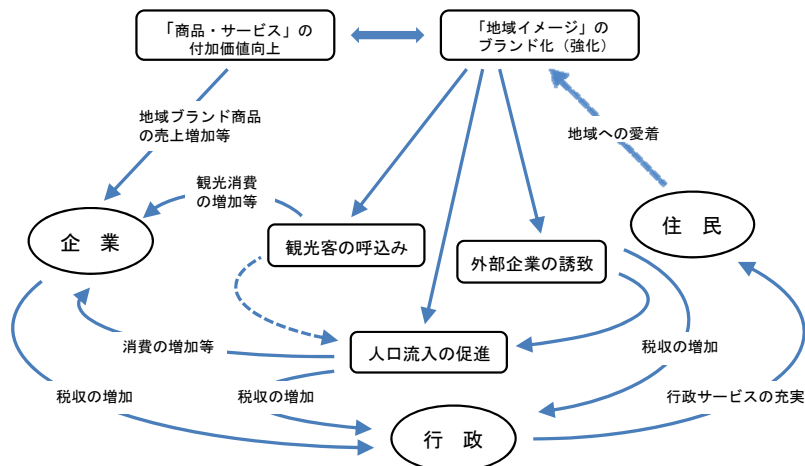 「商品・サービス」の
付加価値向上
「地域イメージ」の
ブランド化（強化）
地域ブランド商品
の売上増加等
地域への愛着
観光消費
の増加等
企　業
観光客の呼込み
外部企業の誘致
住　民
消費の増加等
人口流入の促進
税収の増加
税収の増加
税収の増加
行政サービスの充実
行　政